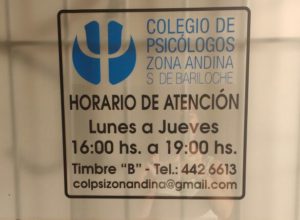 COLEGIO DE
PSICÓLOGOS
ZONA ANDINA
S. DE BARILOCHE
HORARIO DE ATENCIÓN
Lunes a Jueves
16:00 hs. a 19:00 hs.
Timbre "B" - Tel.: 442 6613
colpsizonandina@gmail.com